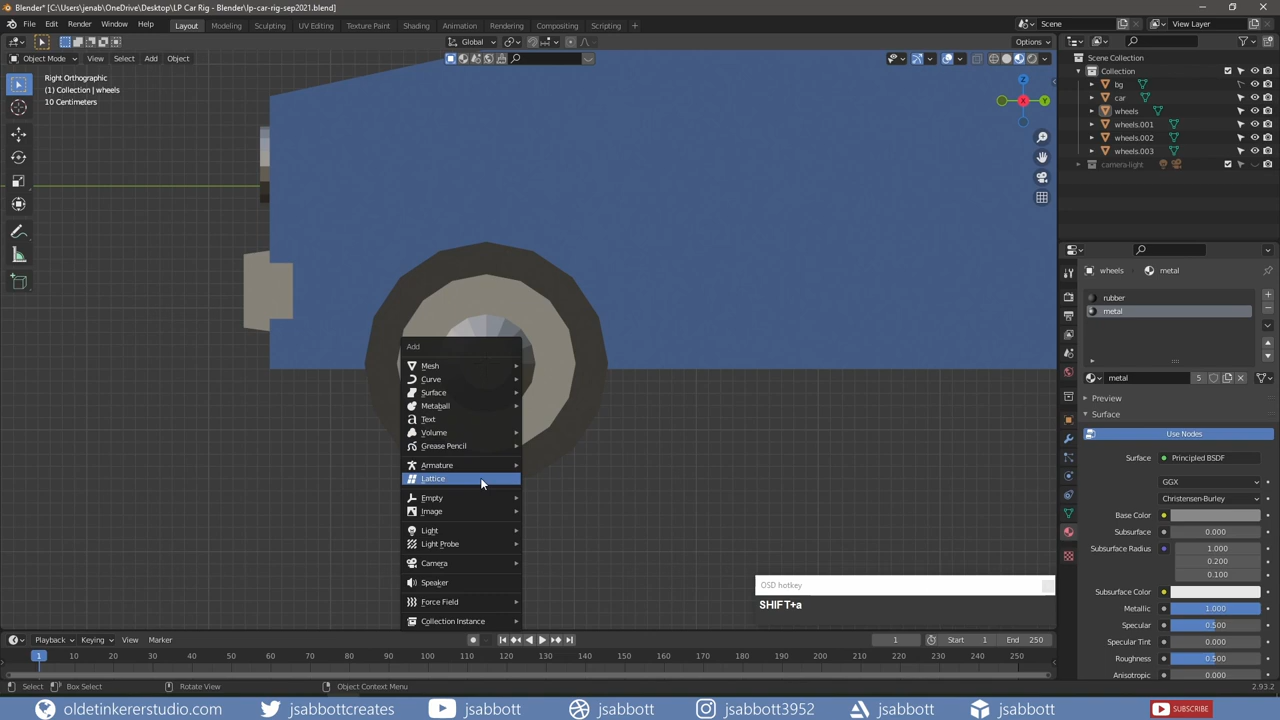 Blender* [C:\Users\jenab\OneDrive\Desktop\LP Car Rig\Blender\lp-car-rig-sep2021.blend]
File Edit Render Window Help Layout Modeling Sculpting UV Editing Texture Paint Shading Animation Rendering Compositing Scripting Scene View Layer
Global Options
Object Mode View Select Add Object
Right Orthographic
(1) Collection | wheels
10 Centimeters
Z
X
Y
Scene Collection
Collection
bg
car
wheels
wheels.001
wheels.002
wheels.003
camera-light
Add
Mesh
Curve
Surface
Metaball
Text
Volume
Grease Pencil
Armature
Lattice
Empty
Image
Light
Light Probe
Camera
Speaker
Force Field
Collection Instance
OSD hotkey
SHIFT+a
wheels metal
rubber
metal
metal 5
Preview
Surface
Use Nodes
Surface Principled BSDF
GGX
Christensen-Burley
Base Color
Subsurface 0.000
Subsurface Radius 1.000
0.200
0.100
Subsurface Color
Metallic 1.000
Specular 0.500
Specular Tint 0.000
Roughness 0.500
Anisotropic 0.000
Playback Keying View Marker 1 Start 1 End 250
1 10 20 30 40 50 60 70 80 90 100 110 120 130 140 150 160 170 180 190 200 210 220 230 240 250
Select Box Select Rotate View Object Context Menu 2.93.2
oldetinkererstudio.com jsabbottcreates jsabbott jsabbott jsabbott3952 jsabbott jsabbott SUBSCRIBE